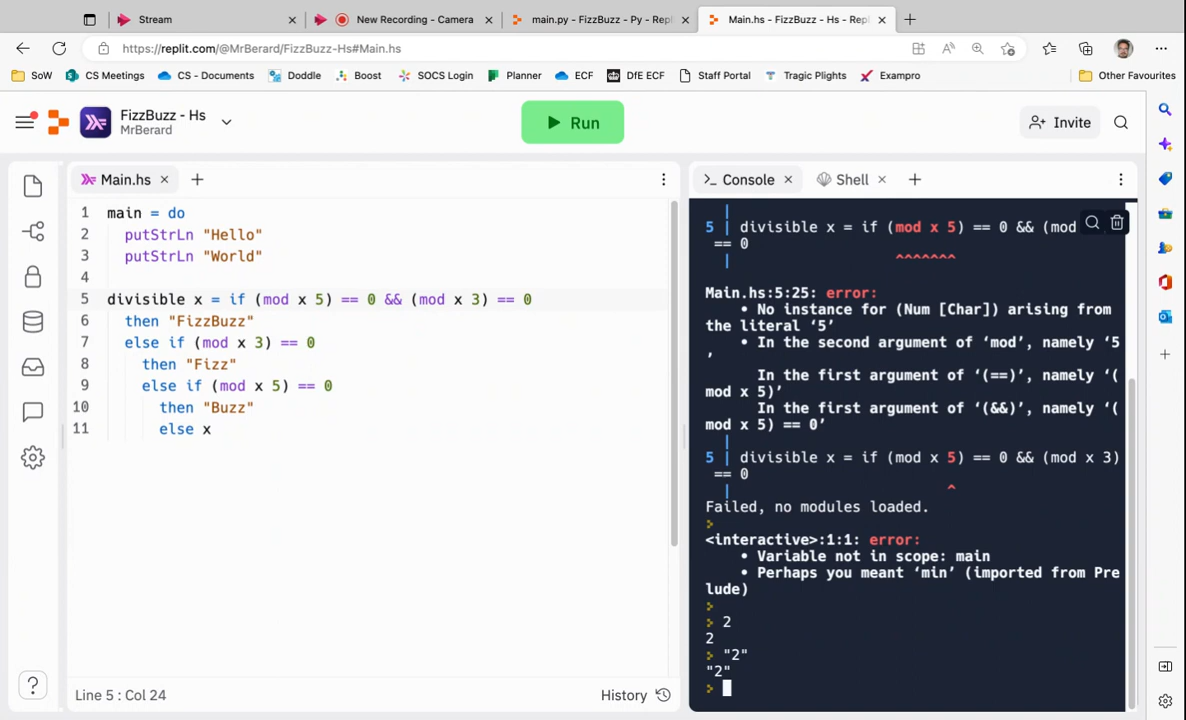 Stream
New Recording - Camera
main.py - FizzBuzz - Py - Repl
Main.hs - FizzBuzz - Hs - Repl
https://replit.com/@MrBerard/FizzBuzz-Hs#Main.hs
SoW
CS Meetings
CS - Documents
Doddle
Boost
SOCS Login
Planner
ECF
DfE ECF
Staff Portal
Tragic Plights
Exampro
Other Favourites
FizzBuzz - Hs
MrBerard
Run
Invite
Main.hs
1 main = do
2 putStrLn "Hello"
3 putStrLn "World"
4
5 divisible x = if (mod x 5) == 0 && (mod x 3) == 0
6 then "FizzBuzz"
7 else if (mod x 3) == 0
8 then "Fizz"
9 else if (mod x 5) == 0
10 then "Buzz"
11 else x
Line 5 : Col 24
History
Console
Shell
|
5 | divisible x = if (mod x 5) == 0 && (mod
== 0
| ^^^^^^^
Main.hs:5:25: error:
• No instance for (Num [Char]) arising from
the literal ‘5’
• In the second argument of ‘mod’, namely ‘5
’
In the first argument of ‘(==)’, namely ‘(
mod x 5)’
In the first argument of ‘(&&)’, namely ‘(
mod x 5) == 0’
|
5 | divisible x = if (mod x 5) == 0 && (mod x 3)
== 0
| ^
Failed, no modules loaded.
>
<interactive>:1:1: error:
• Variable not in scope: main
• Perhaps you meant ‘min’ (imported from Pre
lude)
>
> 2
2
> "2"
"2"
>